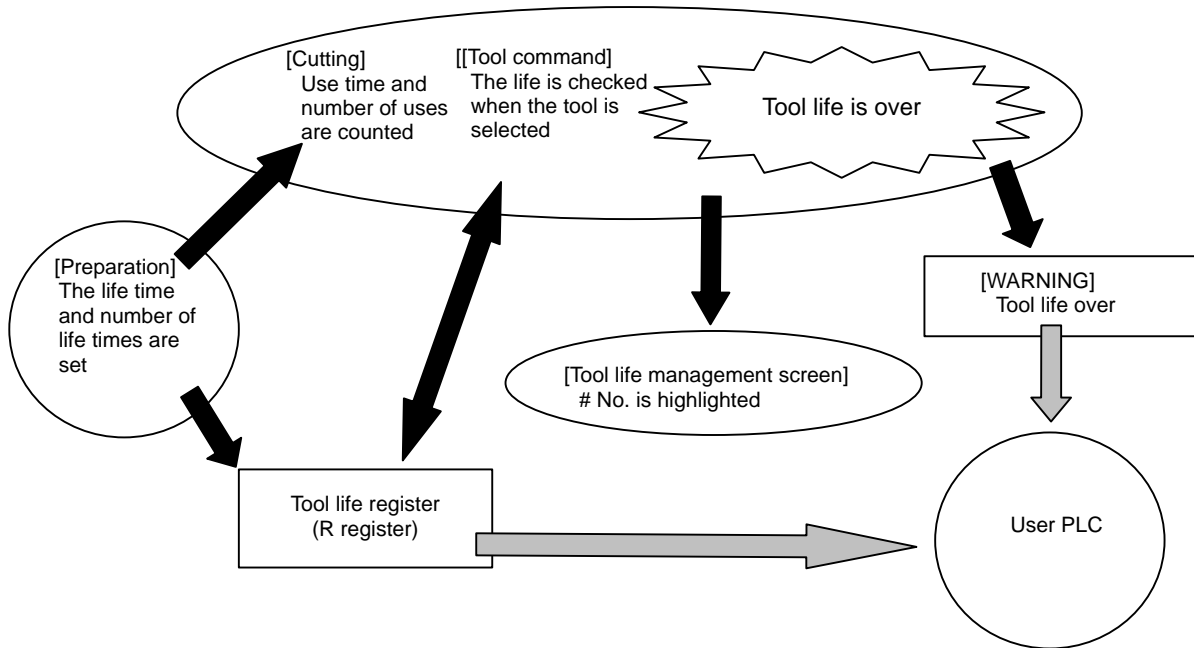 [Cutting]
Use time and
number of uses
are counted
[[Tool command]
The life is checked
when the tool is
selected
Tool life is over
[Preparation]
The life time
and number of
life times are
set
[WARNING]
Tool life over
[Tool life management screen]
# No. is highlighted
Tool life register
(R register)
User PLC